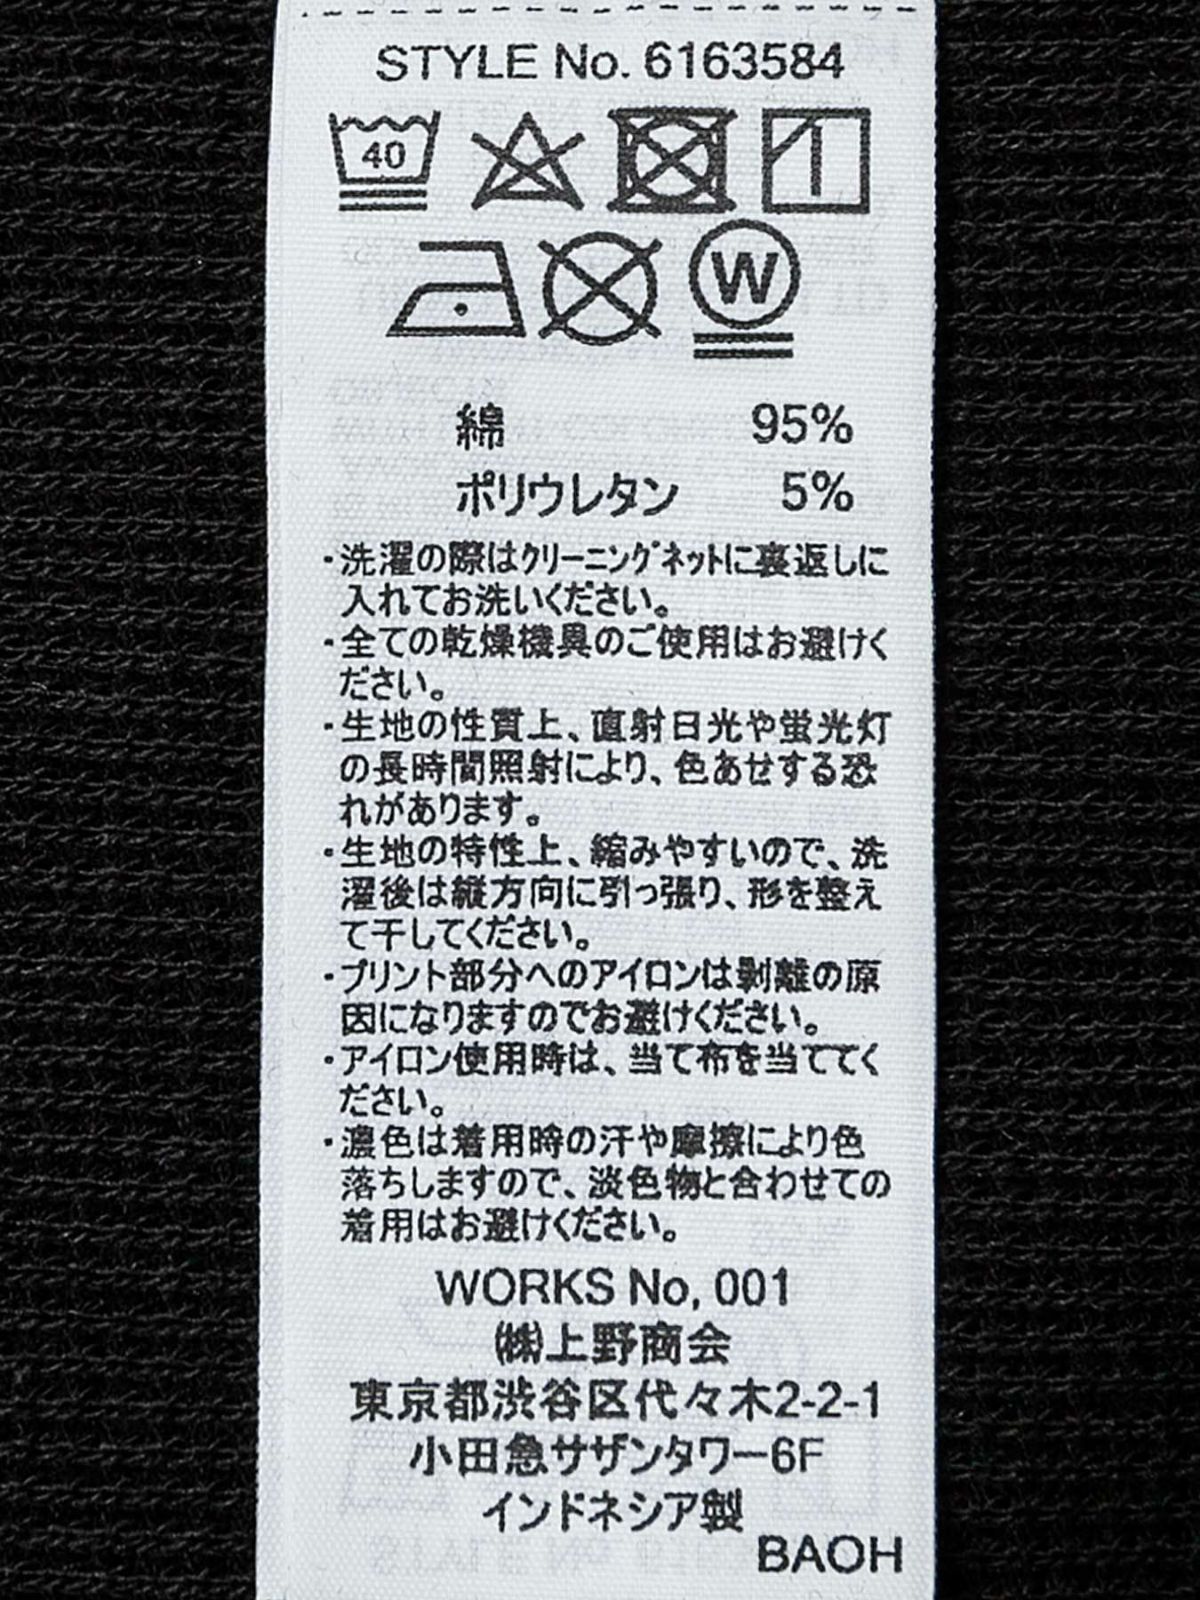 STYLE No. 6163584
40
W
綿 95%
ポリウレタン 5%
・洗濯の際はクリーニングネットに裏返しに
入れてお洗いください。
・全ての乾燥機具のご使用はお避けく
ださい。
・生地の性質上、直射日光や蛍光灯
の長時間照射により、色あせする恐
れがあります。
・生地の特性上、縮みやすいので、洗
濯後は縦方向に引っ張り、形を整え
て干してください。
・プリント部分へのアイロンは剥離の原
因になりますのでお避けください。
・アイロン使用時は、当て布を当ててく
ださい。
・濃色は着用時の汗や摩擦により色
落ちしますので、淡色物と合わせての
着用はお避けください。
WORKS No, 001
㈱上野商会
東京都渋谷区代々木2-2-1
小田急サザンタワー6F
インドネシア製
BAOH